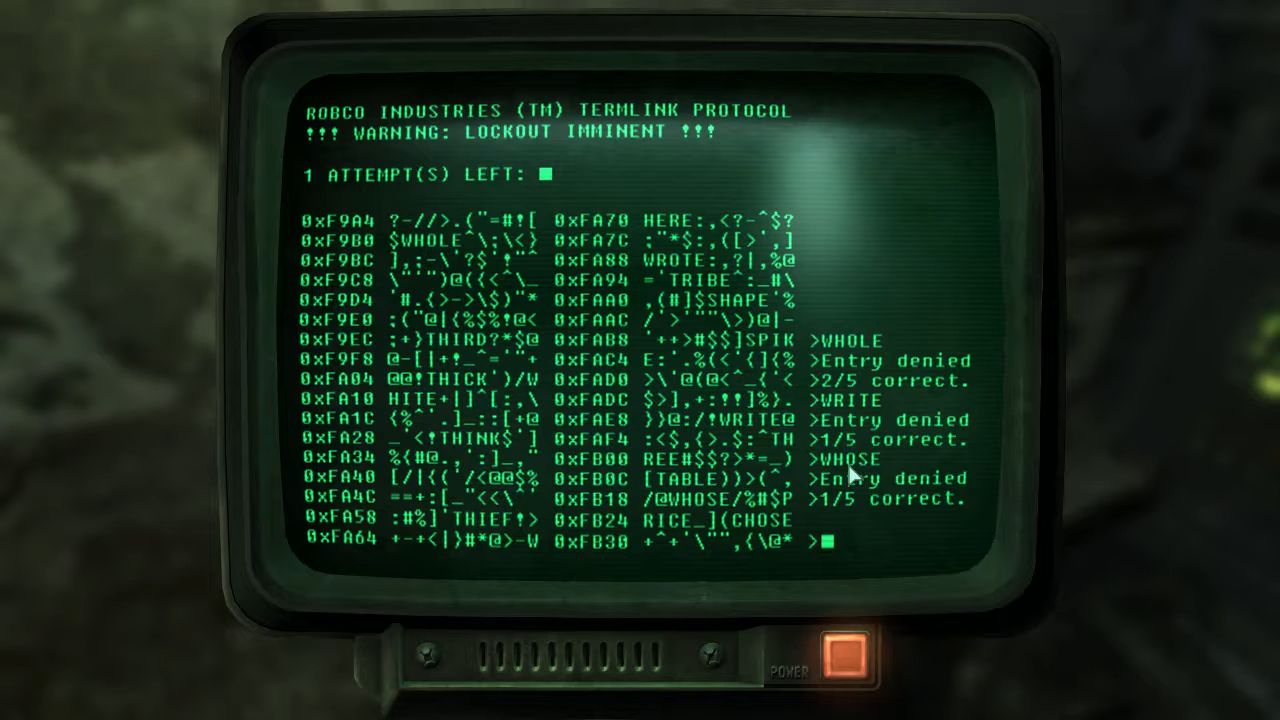 ROBCO INDUSTRIES (TM) TERMLINK PROTOCOL
!!! WARNING: LOCKOUT IMMINENT !!!
1 ATTEMPT(S) LEFT: ■
0xF9A4 ?-//>.("=#![ 0xFA70 HERE:,<?-^$?
0xF9B0 $WHOLE^\;\<} 0xFA7C :"*$:,([>',]
0xF9BC ],:-\'?$'!"^ 0xFA88 WROTE:,?|,%@
0xF9C8 \"'")@({<^\_ 0xFA94 ='TRIBE^:_#\
0xF9D4 '#.{>->\$)"* 0xFAA0 ,(#]$SHAPE'%
0xF9E0 ;("@|{%$%!@< 0xFAAC /'>'""\>)@|-
0xF9EC ;+}THIRD?*$@ 0xFAB8 '++>#$$]SPIK >WHOLE
0xF9F8 @-[|+!_^='"+ 0xFAC4 E:'.%(<'{]{% >Entry denied
0xFA04 @@!THICK')/W 0xFAD0 >\'@(@<^_{'< >2/5 correct.
0xFA10 HITE+|]^[:,\ 0xFADC $>],+:!!]%}. >WRITE
0xFA1C {%^'.]_::[+@ 0xFAE8 }}@:/!WRITE@ >Entry denied
0xFA28 _'<!THINK$'] 0xFAF4 :<$,{>.$:^TH >1/5 correct.
0xFA34 %{#@.,':]_," 0xFB00 REE#$$?>*=_) >WHOSE
0xFA40 [/|{('/<@@$% 0xFB0C [TABLE))>(^, >Entry denied
0xFA4C ==+:[_"<<\^' 0xFB18 /@WHOSE/%#$P >1/5 correct.
0xFA58 :#%]'THIEF!> 0xFB24 RICE_](CHOSE
0xFA64 +-+<|}#*@>-W 0xFB30 +^+'\"",{\@* >■